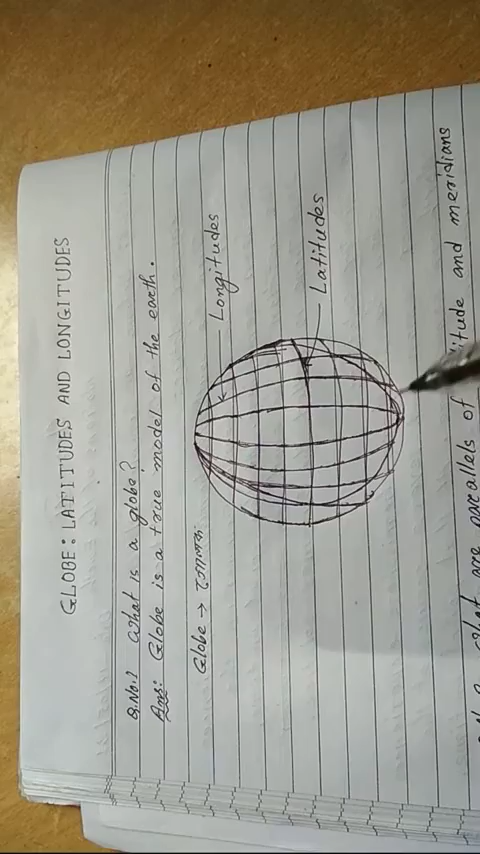 GLOBE: LATITUDES AND LONGITUDES
Q.No.1 What is a globe?
Ans: Globe is a true model of the earth.
Globe →
Longitudes
Latitudes
What are parallels of and meridians